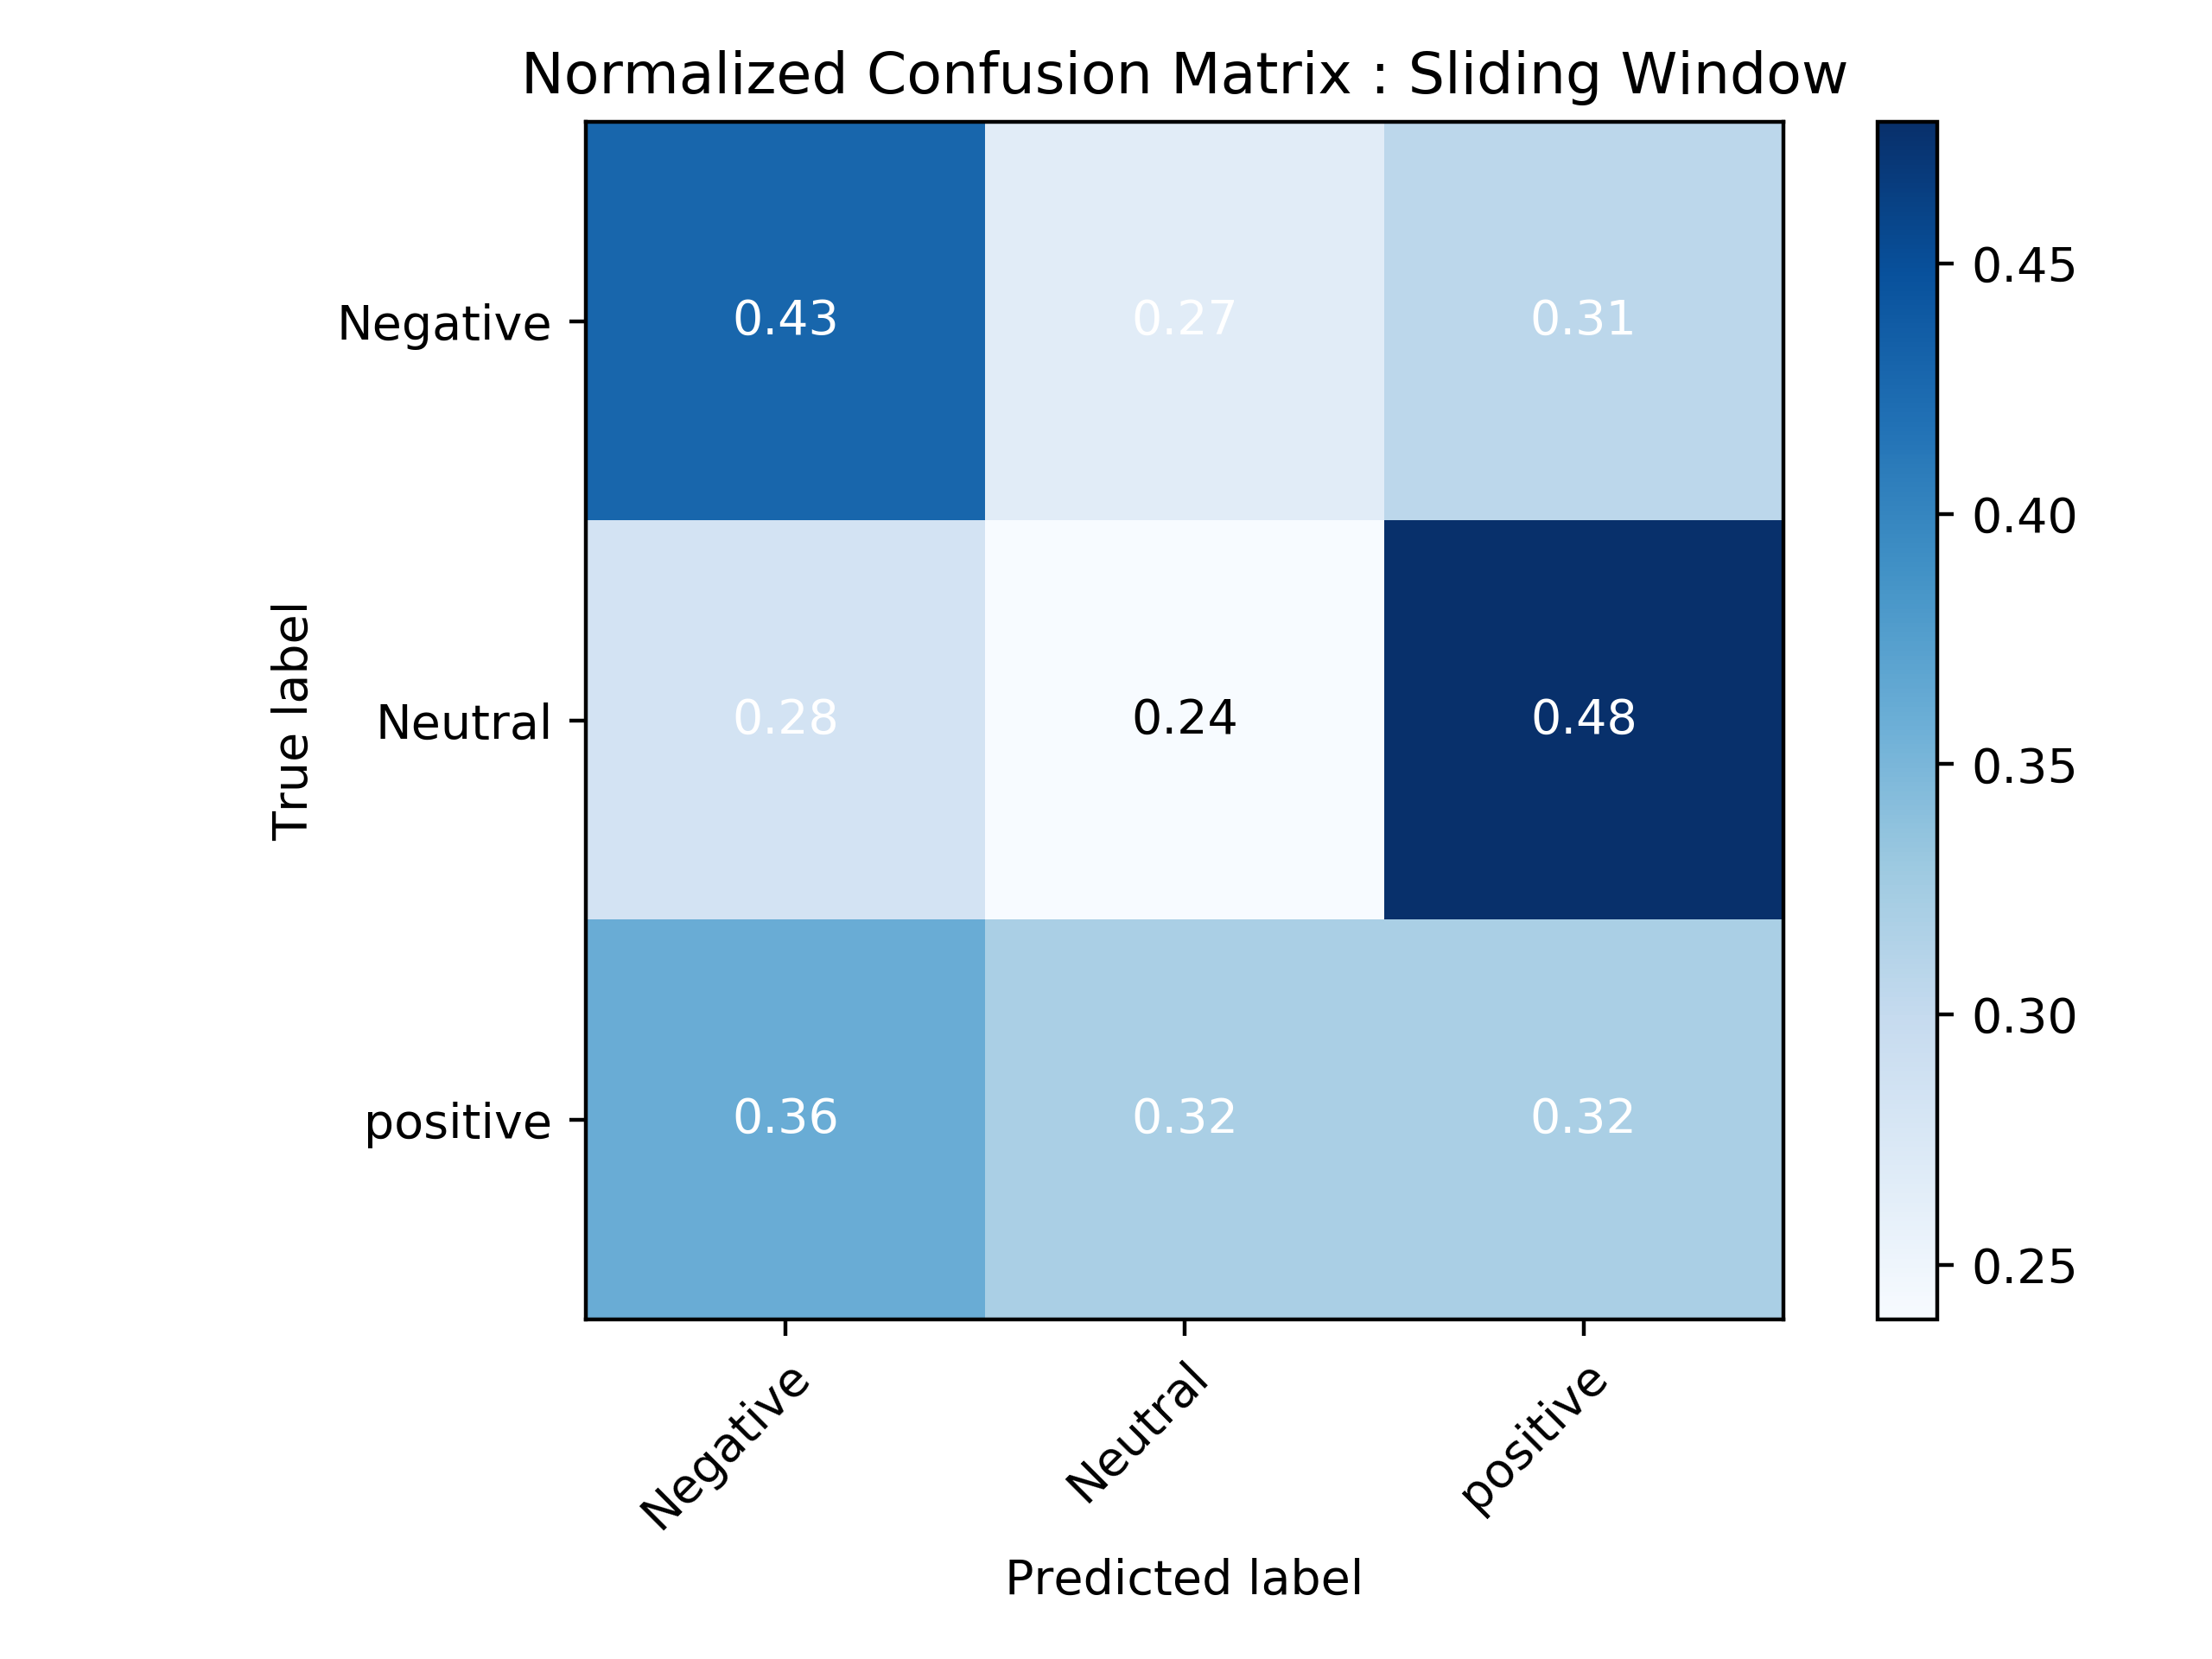 Normalized Confusion Matrix : Sliding Window
True label
Negative
0.43
0.27
0.31
Neutral
0.28
0.24
0.48
positive
0.36
0.32
0.32
Negative
Neutral
positive
Predicted label
0.45
0.40
0.35
0.30
0.25